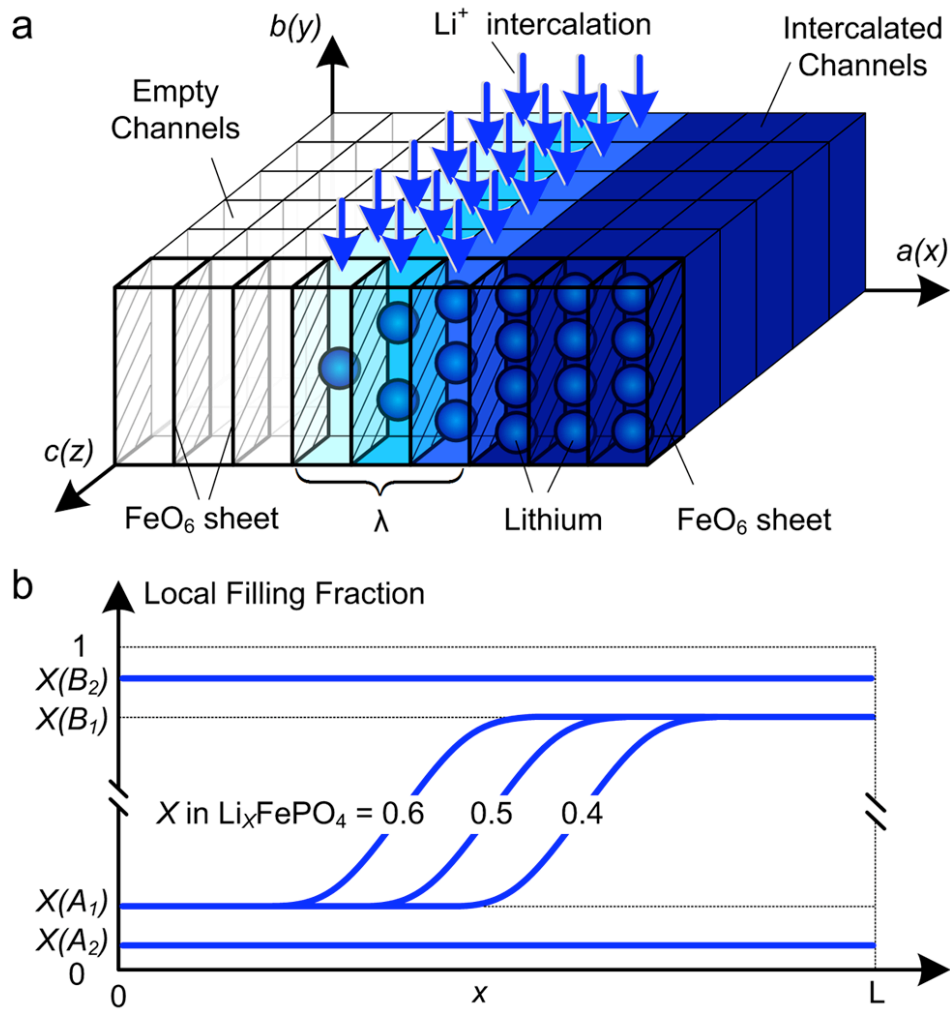 a
b(y)
Li⁺ intercalation
Intercalated
Channels
Empty
Channels
a(x)
c(z)
FeO₆ sheet
λ
Lithium
FeO₆ sheet
b
Local Filling Fraction
1
X(B₂)
X(B₁)
X in LiₓFePO₄ = 0.6 0.5 0.4
X(A₁)
X(A₂)
0
0
x
L